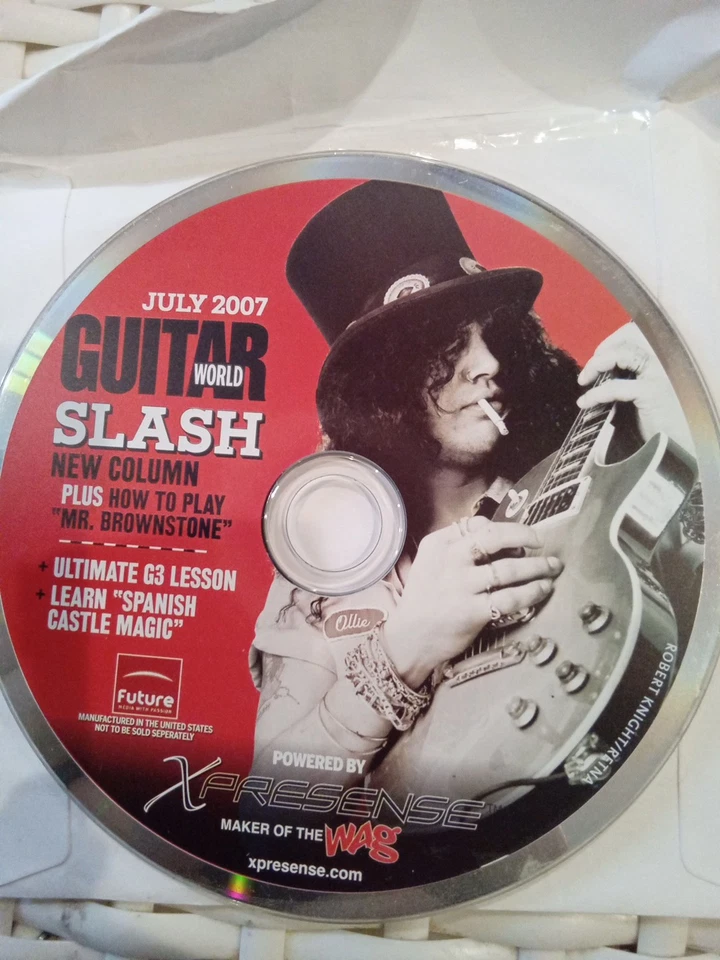 JULY 2007
GUITAR
WORLD
SLASH
NEW COLUMN
PLUS HOW TO PLAY
"MR. BROWNSTONE"
+ ULTIMATE G3 LESSON
+ LEARN "SPANISH
CASTLE MAGIC"
Ollie
Future
MEDIA WITH PASSION
MANUFACTURED IN THE UNITED STATES
NOT TO BE SOLD SEPERATELY
ROBERT KNIGHT/RETNA
POWERED BY
XPRESENSE™
MAKER OF THE WAG
xpresense.com